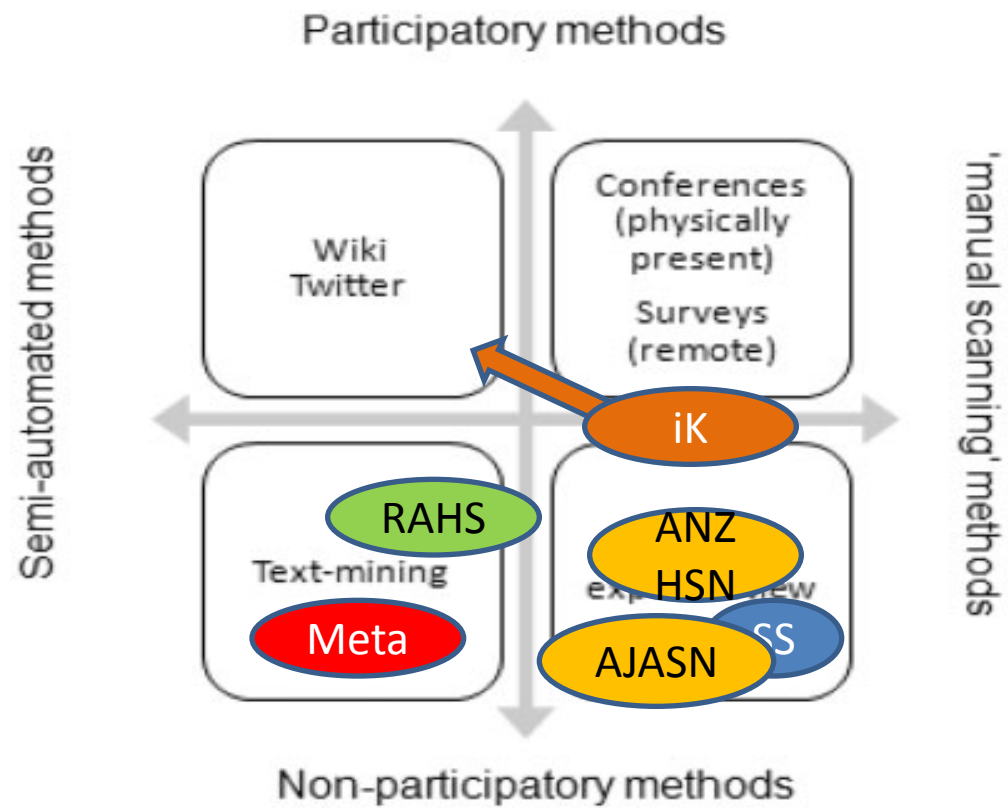 Participatory methods
Semi-automated methods
'manual scanning' methods
Wiki
Twitter
Conferences
(physically
present)
Surveys
(remote)
iK
RAHS
Text-mining
Meta
ANZ
HSN
SS
AJASN
Non-participatory methods